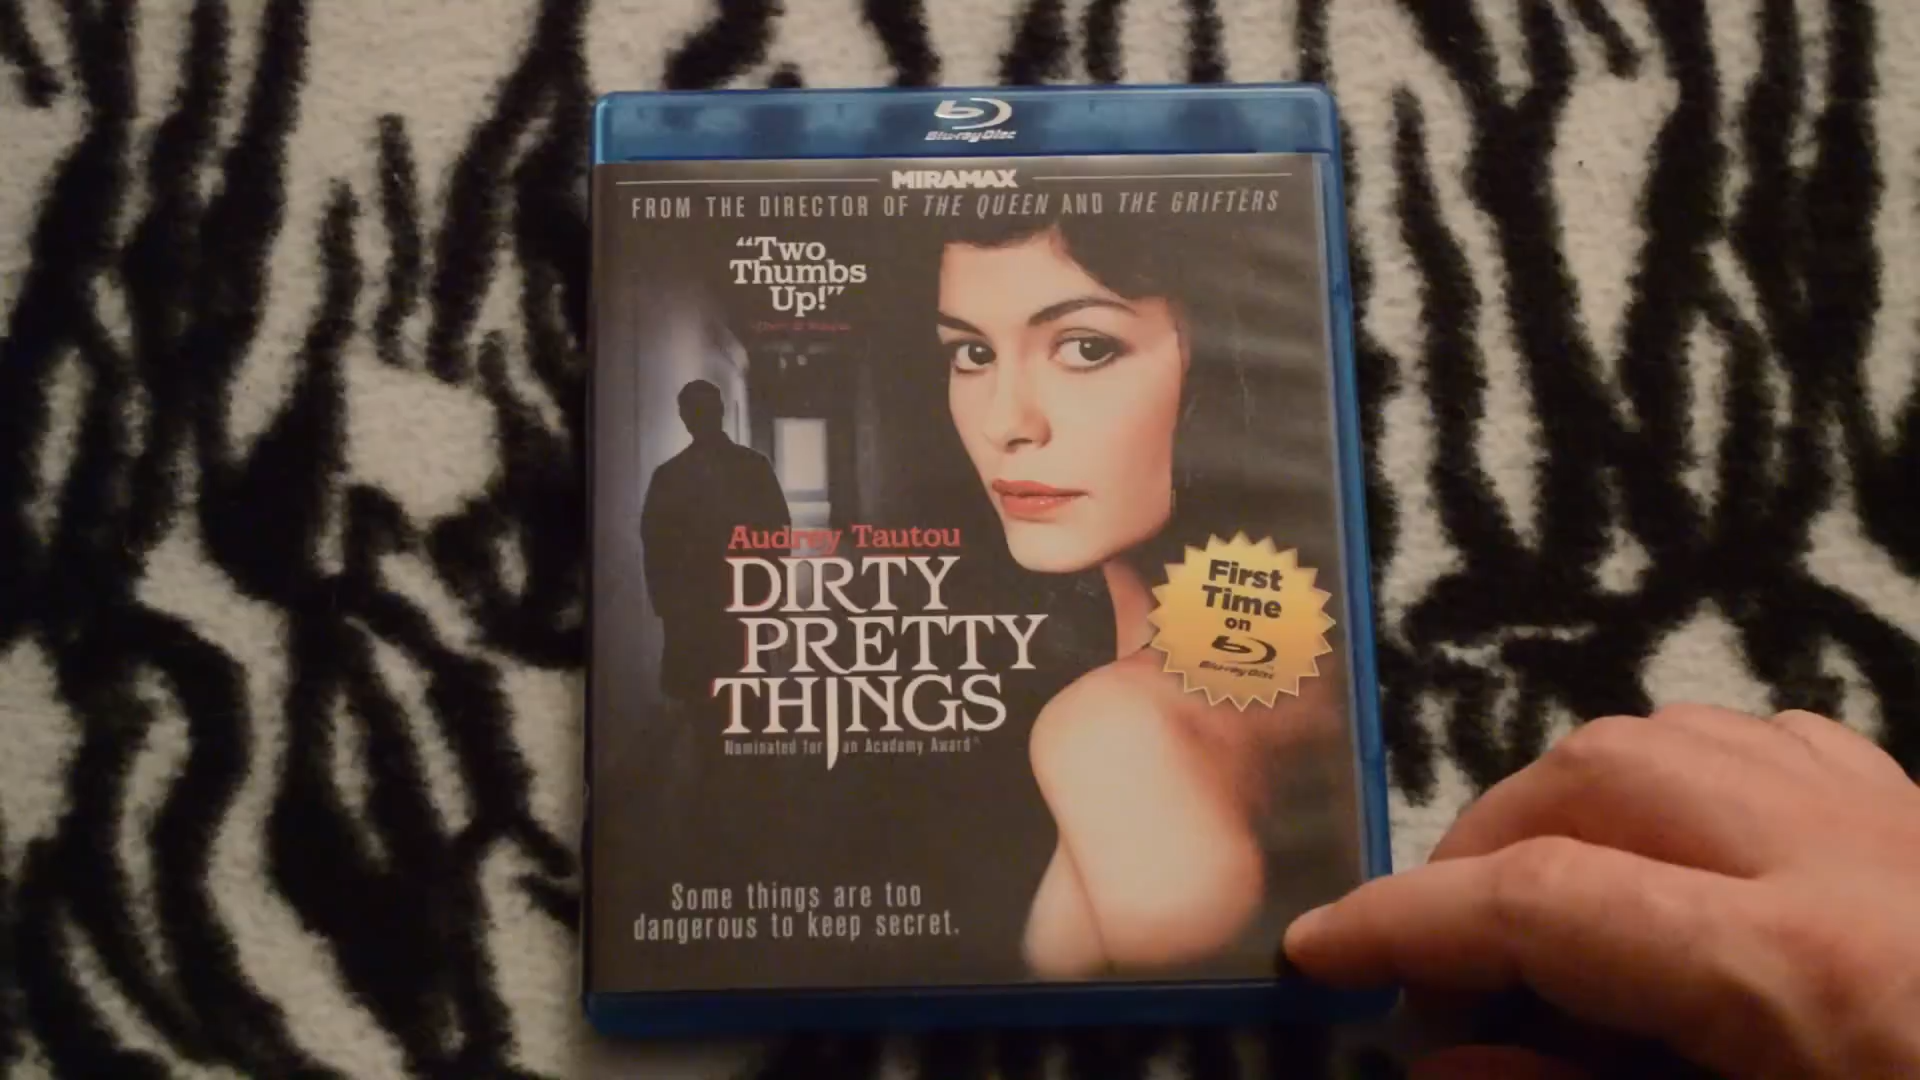 Blu-ray Disc
MIRAMAX
FROM THE DIRECTOR OF THE QUEEN AND THE GRIFTERS
“Two
Thumbs
Up!”
Audrey Tautou
DIRTY
PRETTY
THINGS
Nominated for an Academy Award®
First
Time
on
Blu-ray Disc
Some things are too
dangerous to keep secret.